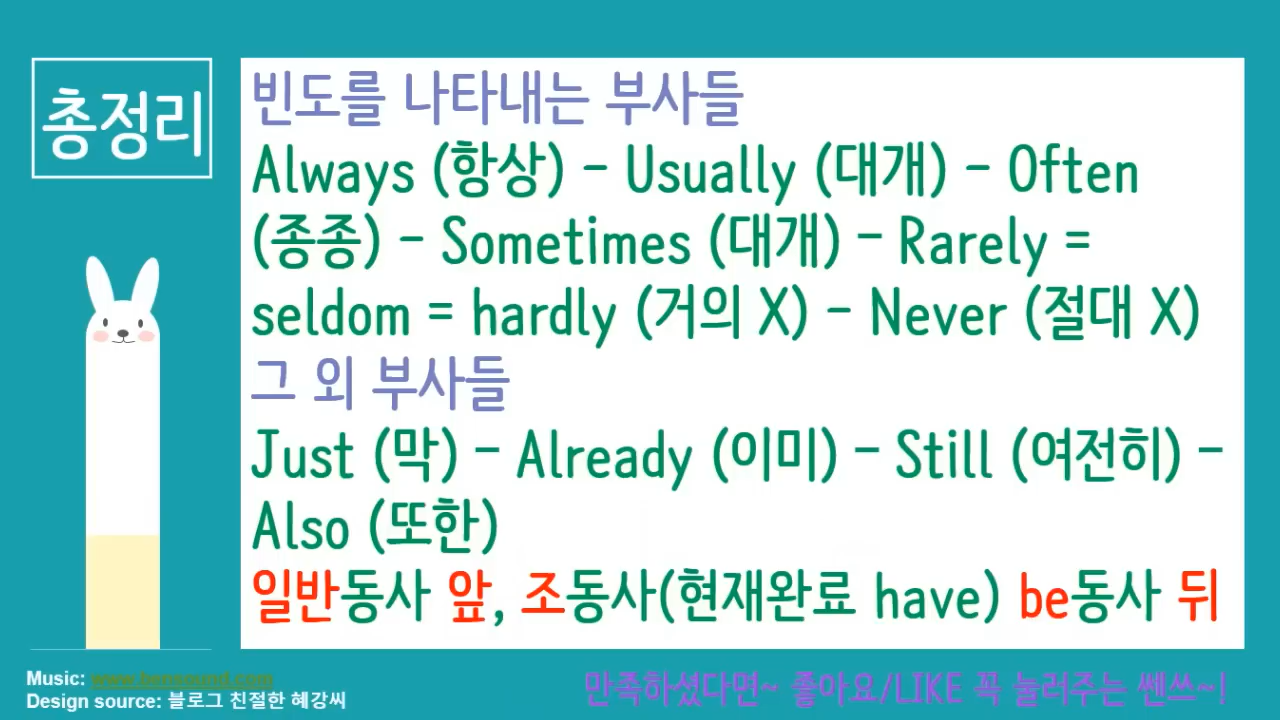 총정리
빈도를 나타내는 부사들
Always (항상) - Usually (대개) - Often
(종종) - Sometimes (대개) - Rarely =
seldom = hardly (거의 X) - Never (절대 X)
그 외 부사들
Just (막) - Already (이미) - Still (여전히) -
Also (또한)
일반동사 앞, 조동사(현재완료 have) be동사 뒤
Music: www.bensound.com
Design source: 블로그 친절한 혜강씨
만족하셨다면~ 좋아요/LIKE 꼭 눌러주는 쎈쓰~!